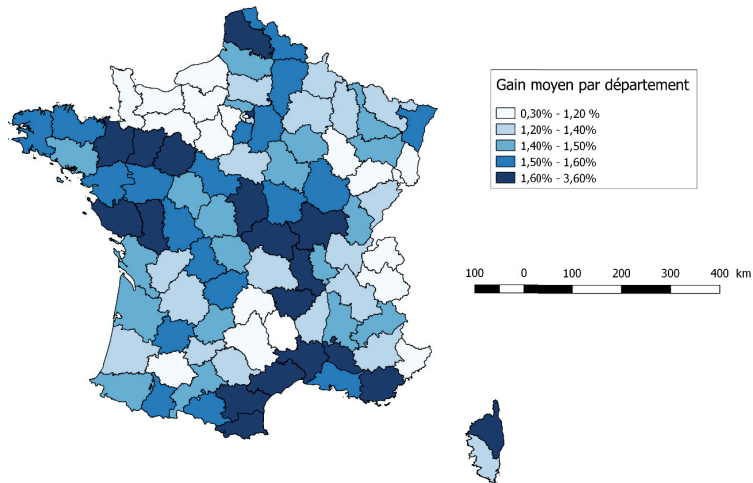 Gain moyen par département
0,30% - 1,20 %
1,20% - 1,40%
1,40% - 1,50%
1,50% - 1,60%
1,60% - 3,60%
100 0 100 200 300 400 km